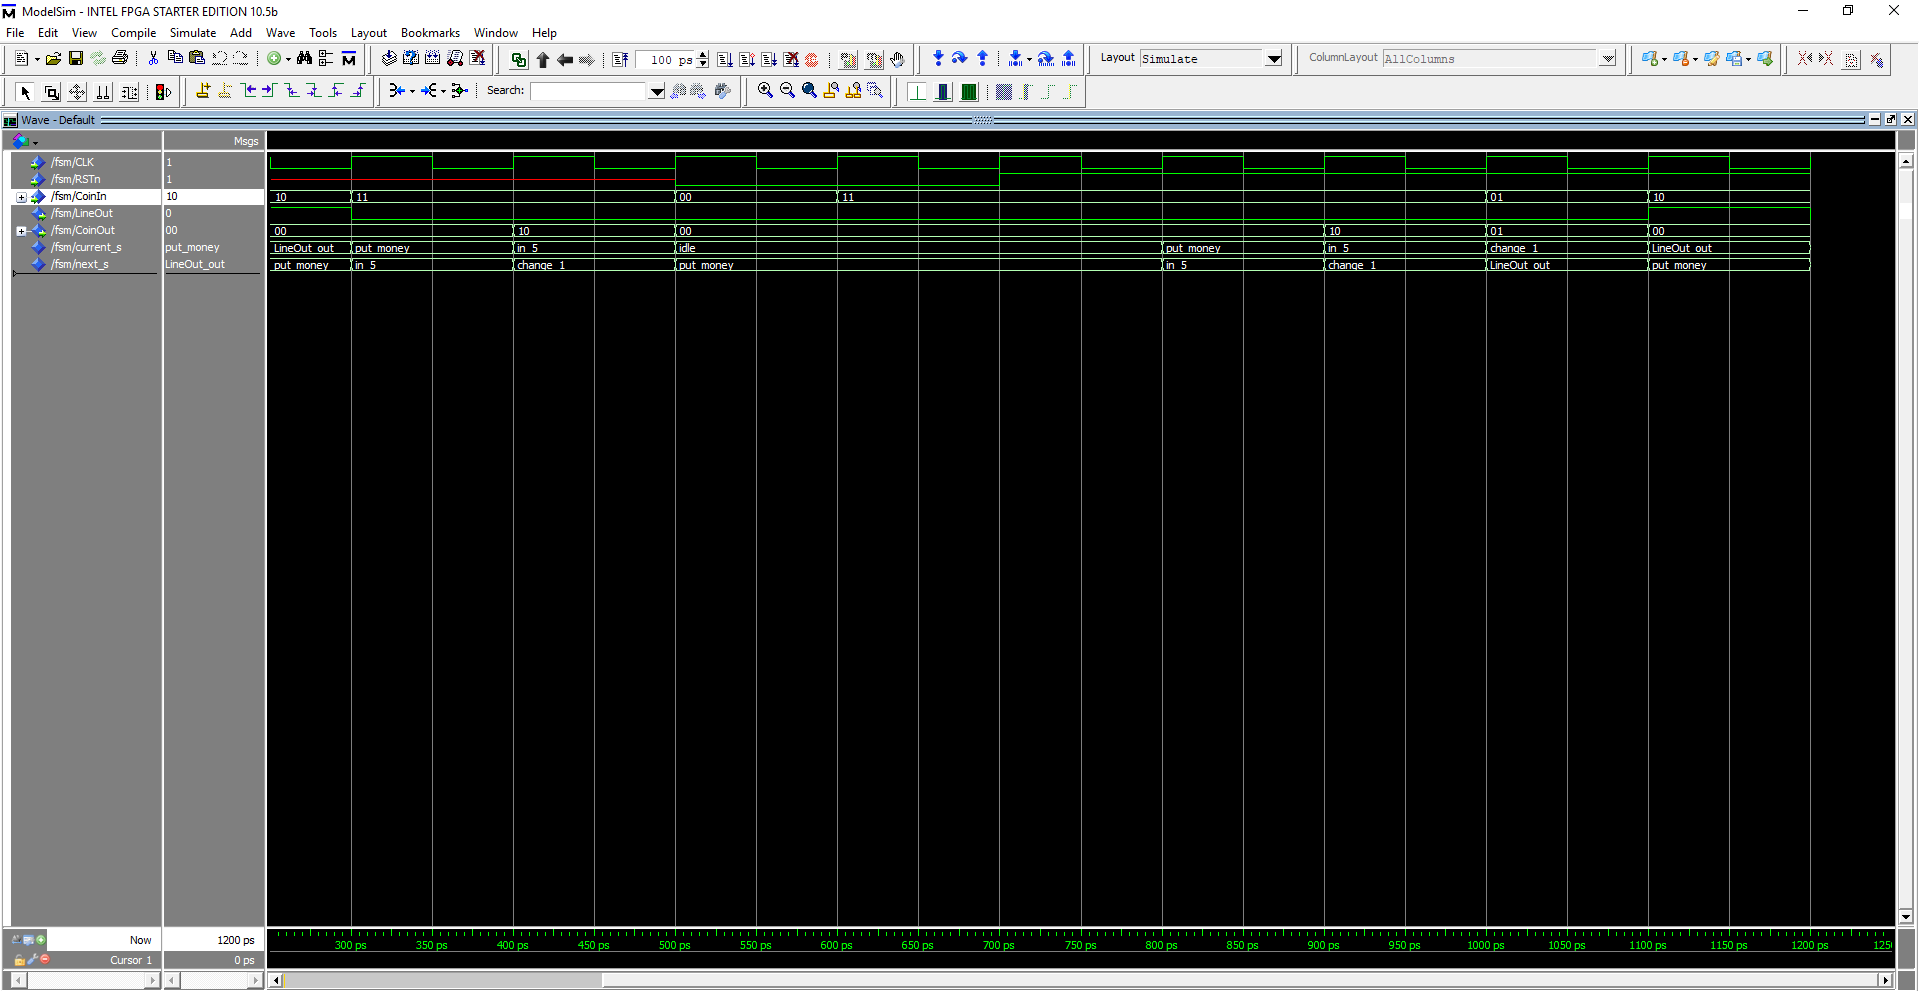 ModelSim - INTEL FPGA STARTER EDITION 10.5b
File Edit View Compile Simulate Add Wave Tools Layout Bookmarks Window Help
100 ps Layout Simulate ColumnLayout AllColumns
Search:
Wave - Default
Msgs
/fsm/CLK 1
/fsm/RSTn 1
/fsm/CoinIn 10 10 11 00 11 01 10
/fsm/LineOut 0
/fsm/CoinOut 00 00 10 00 10 01 00
/fsm/current_s put_money LineOut_out put_money in_5 idle put_money in_5 change_1 LineOut_out
/fsm/next_s LineOut_out put_money in_5 change_1 put_money in_5 change_1 LineOut_out put_money
Now 1200 ps 300 ps 350 ps 400 ps 450 ps 500 ps 550 ps 600 ps 650 ps 700 ps 750 ps 800 ps 850 ps 900 ps 950 ps 1000 ps 1050 ps 1100 ps 1150 ps 1200 ps 125
Cursor 1 0 ps